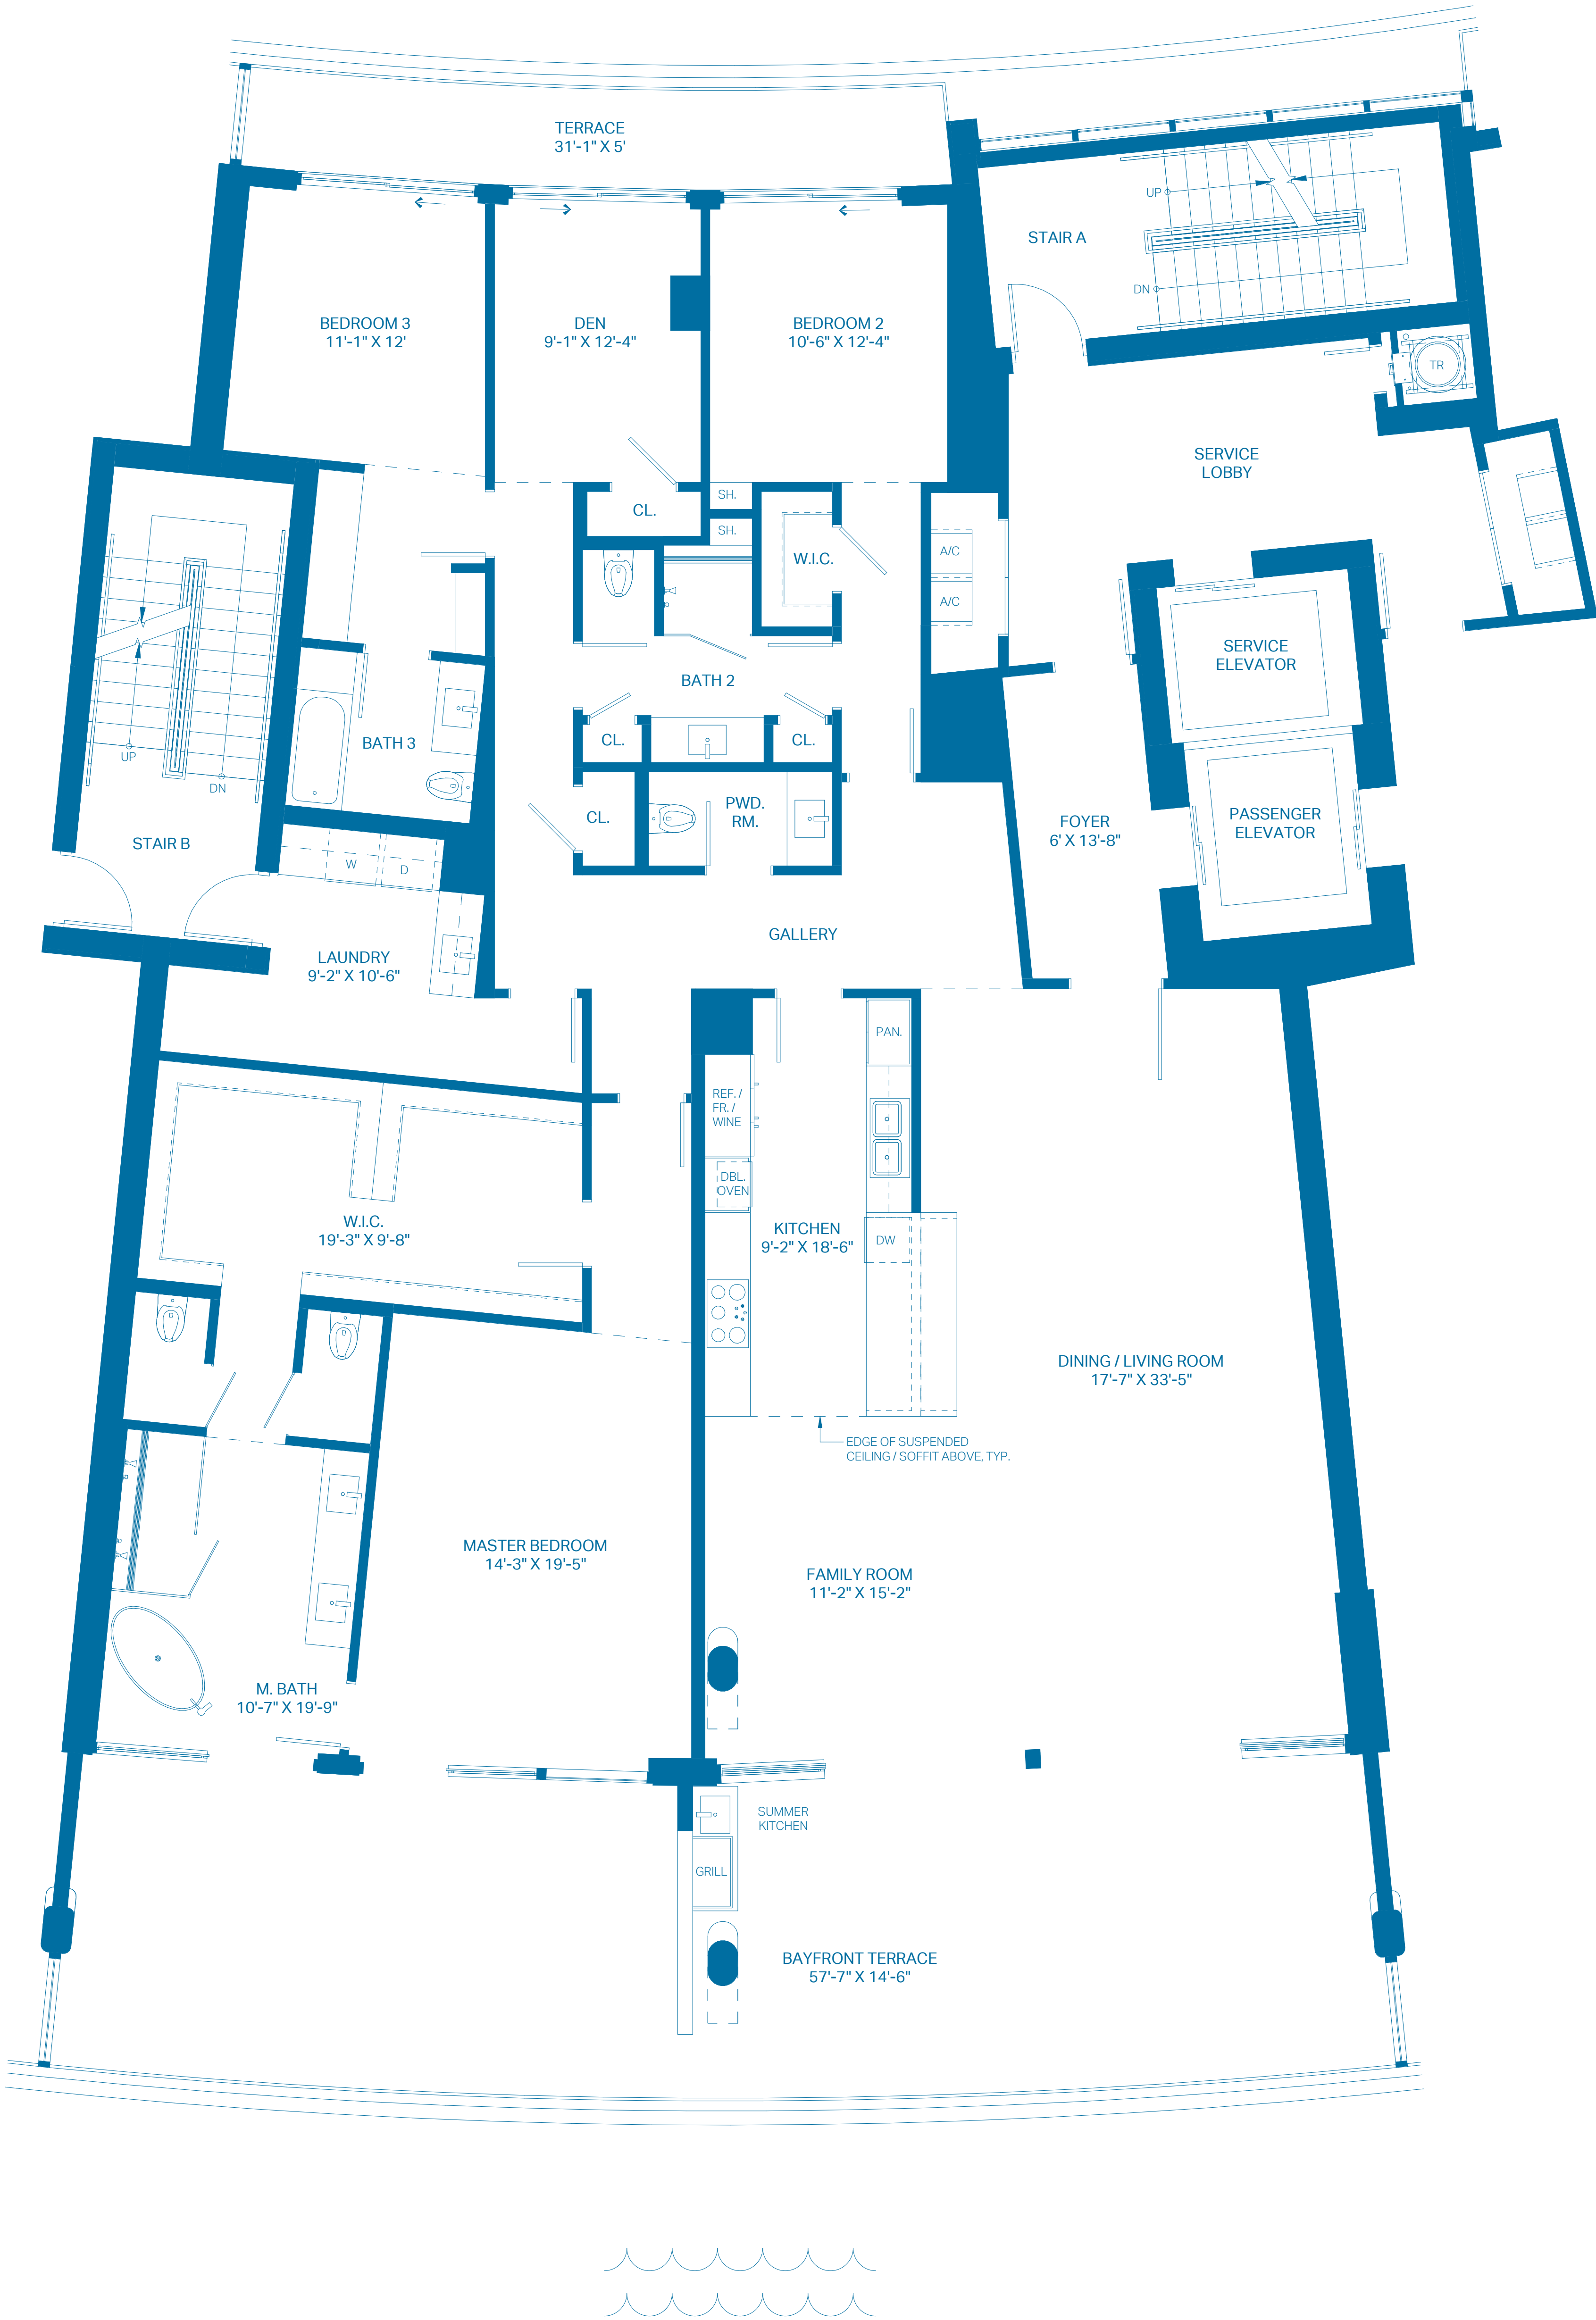 TERRACE
31'-1" X 5'
UP
STAIR A
DN
BEDROOM 3
11'-1" X 12'
DEN
9'-1" X 12'-4"
BEDROOM 2
10'-6" X 12'-4"
TR
SERVICE
LOBBY
SH.
CL.
SH.
W.I.C.
A/C
A/C
SERVICE
ELEVATOR
BATH 2
CL.
CL.
BATH 3
UP
DN
STAIR B
CL.
PWD.
RM.
FOYER
6' X 13'-8"
PASSENGER
ELEVATOR
W
D
GALLERY
LAUNDRY
9'-2" X 10'-6"
PAN.
REF. /
FR. /
WINE
DBL.
OVEN
W.I.C.
19'-3" X 9'-8"
KITCHEN
9'-2" X 18'-6"
DW
DINING / LIVING ROOM
17'-7" X 33'-5"
EDGE OF SUSPENDED
CEILING / SOFFIT ABOVE, TYP.
MASTER BEDROOM
14'-3" X 19'-5"
FAMILY ROOM
11'-2" X 15'-2"
M. BATH
10'-7" X 19'-9"
SUMMER
KITCHEN
GRILL
BAYFRONT TERRACE
57'-7" X 14'-6"